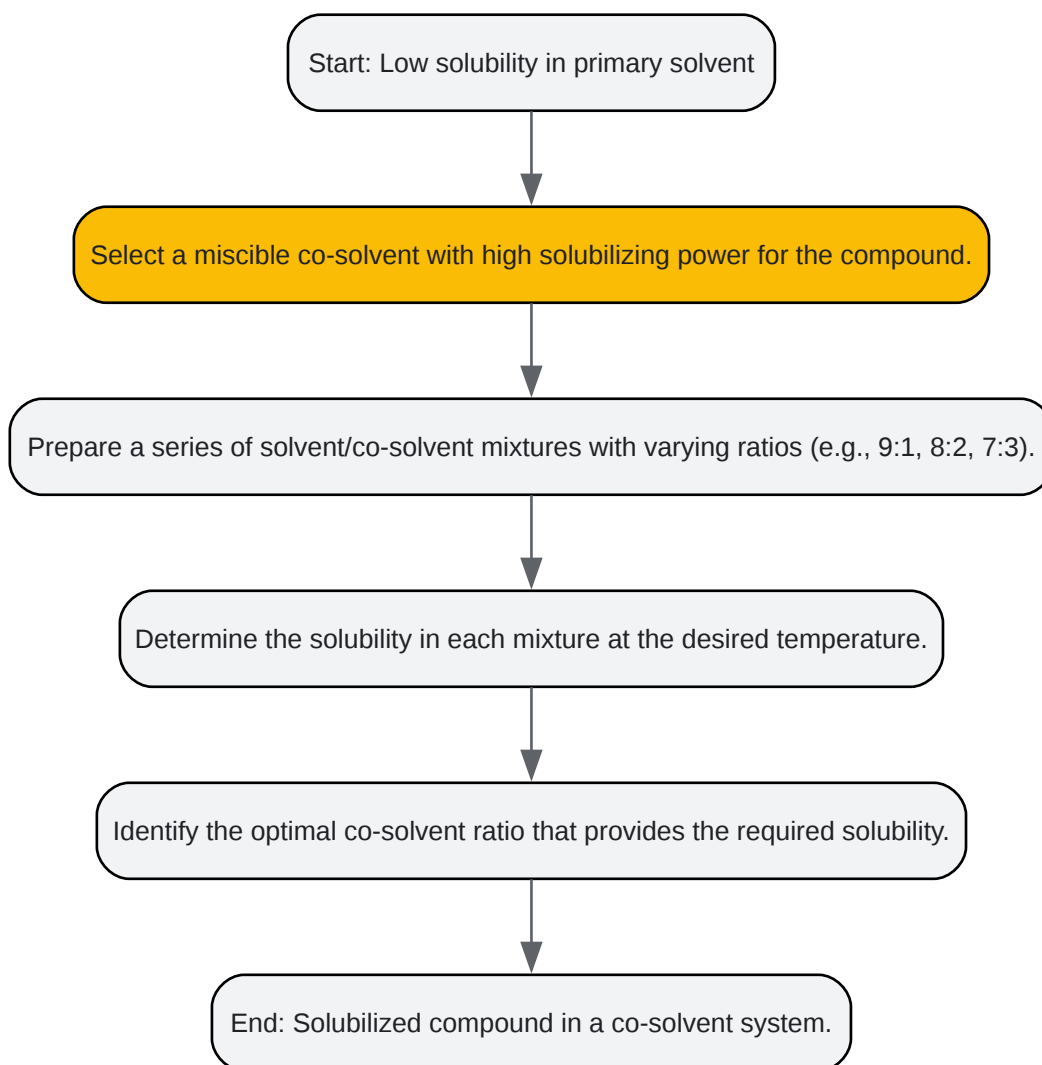 Start: Low solubility in primary solvent
Select a miscible co-solvent with high solubilizing power for the compound.
Prepare a series of solvent/co-solvent mixtures with varying ratios (e.g., 9:1, 8:2, 7:3).
Determine the solubility in each mixture at the desired temperature.
Identify the optimal co-solvent ratio that provides the required solubility.
End: Solubilized compound in a co-solvent system.